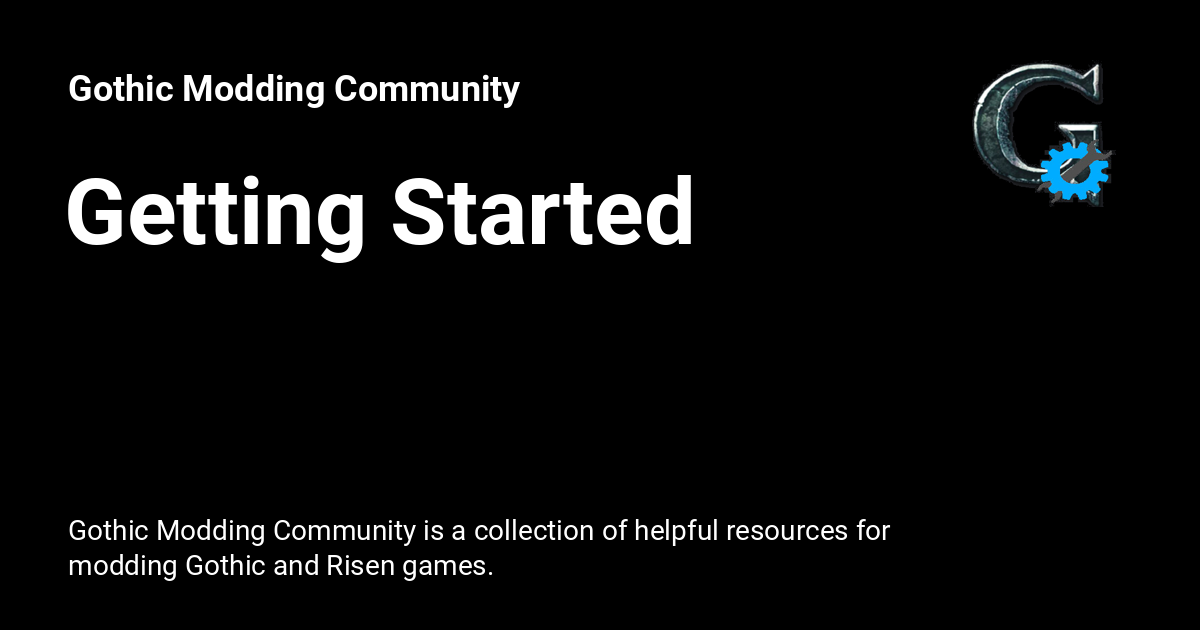 Gothic Modding Community
G
Getting Started
Gothic Modding Community is a collection of helpful resources for
modding Gothic and Risen games.